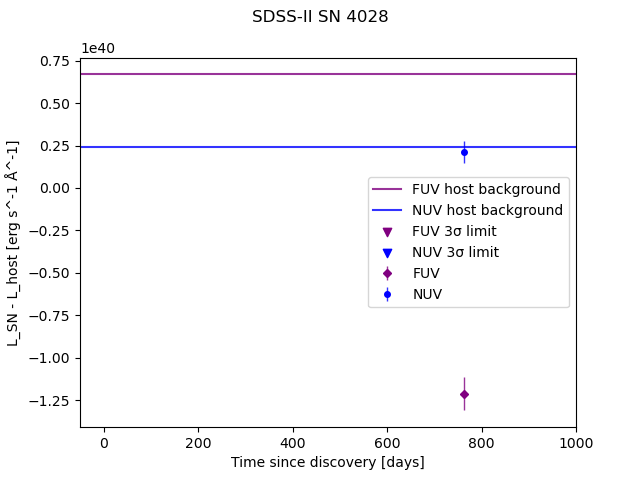 SDSS-II SN 4028
1e40
0.75
0.50
0.25
0.00
−0.25
−0.50
−0.75
−1.00
−1.25
L_SN - L_host [erg s^-1 Å^-1]
FUV host background
NUV host background
FUV 3σ limit
NUV 3σ limit
FUV
NUV
0 200 400 600 800 1000
Time since discovery [days]